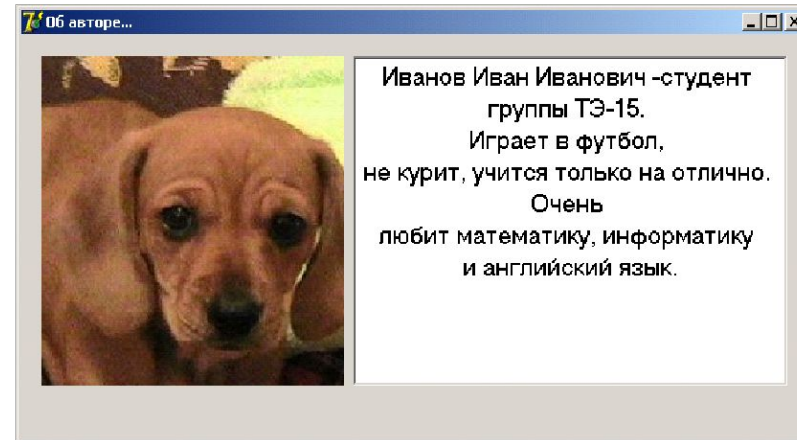 Об авторе...
Иванов Иван Иванович -студент
группы ТЭ-15.
Играет в футбол,
не курит, учится только на отлично.
Очень
любит математику, информатику
и английский язык.